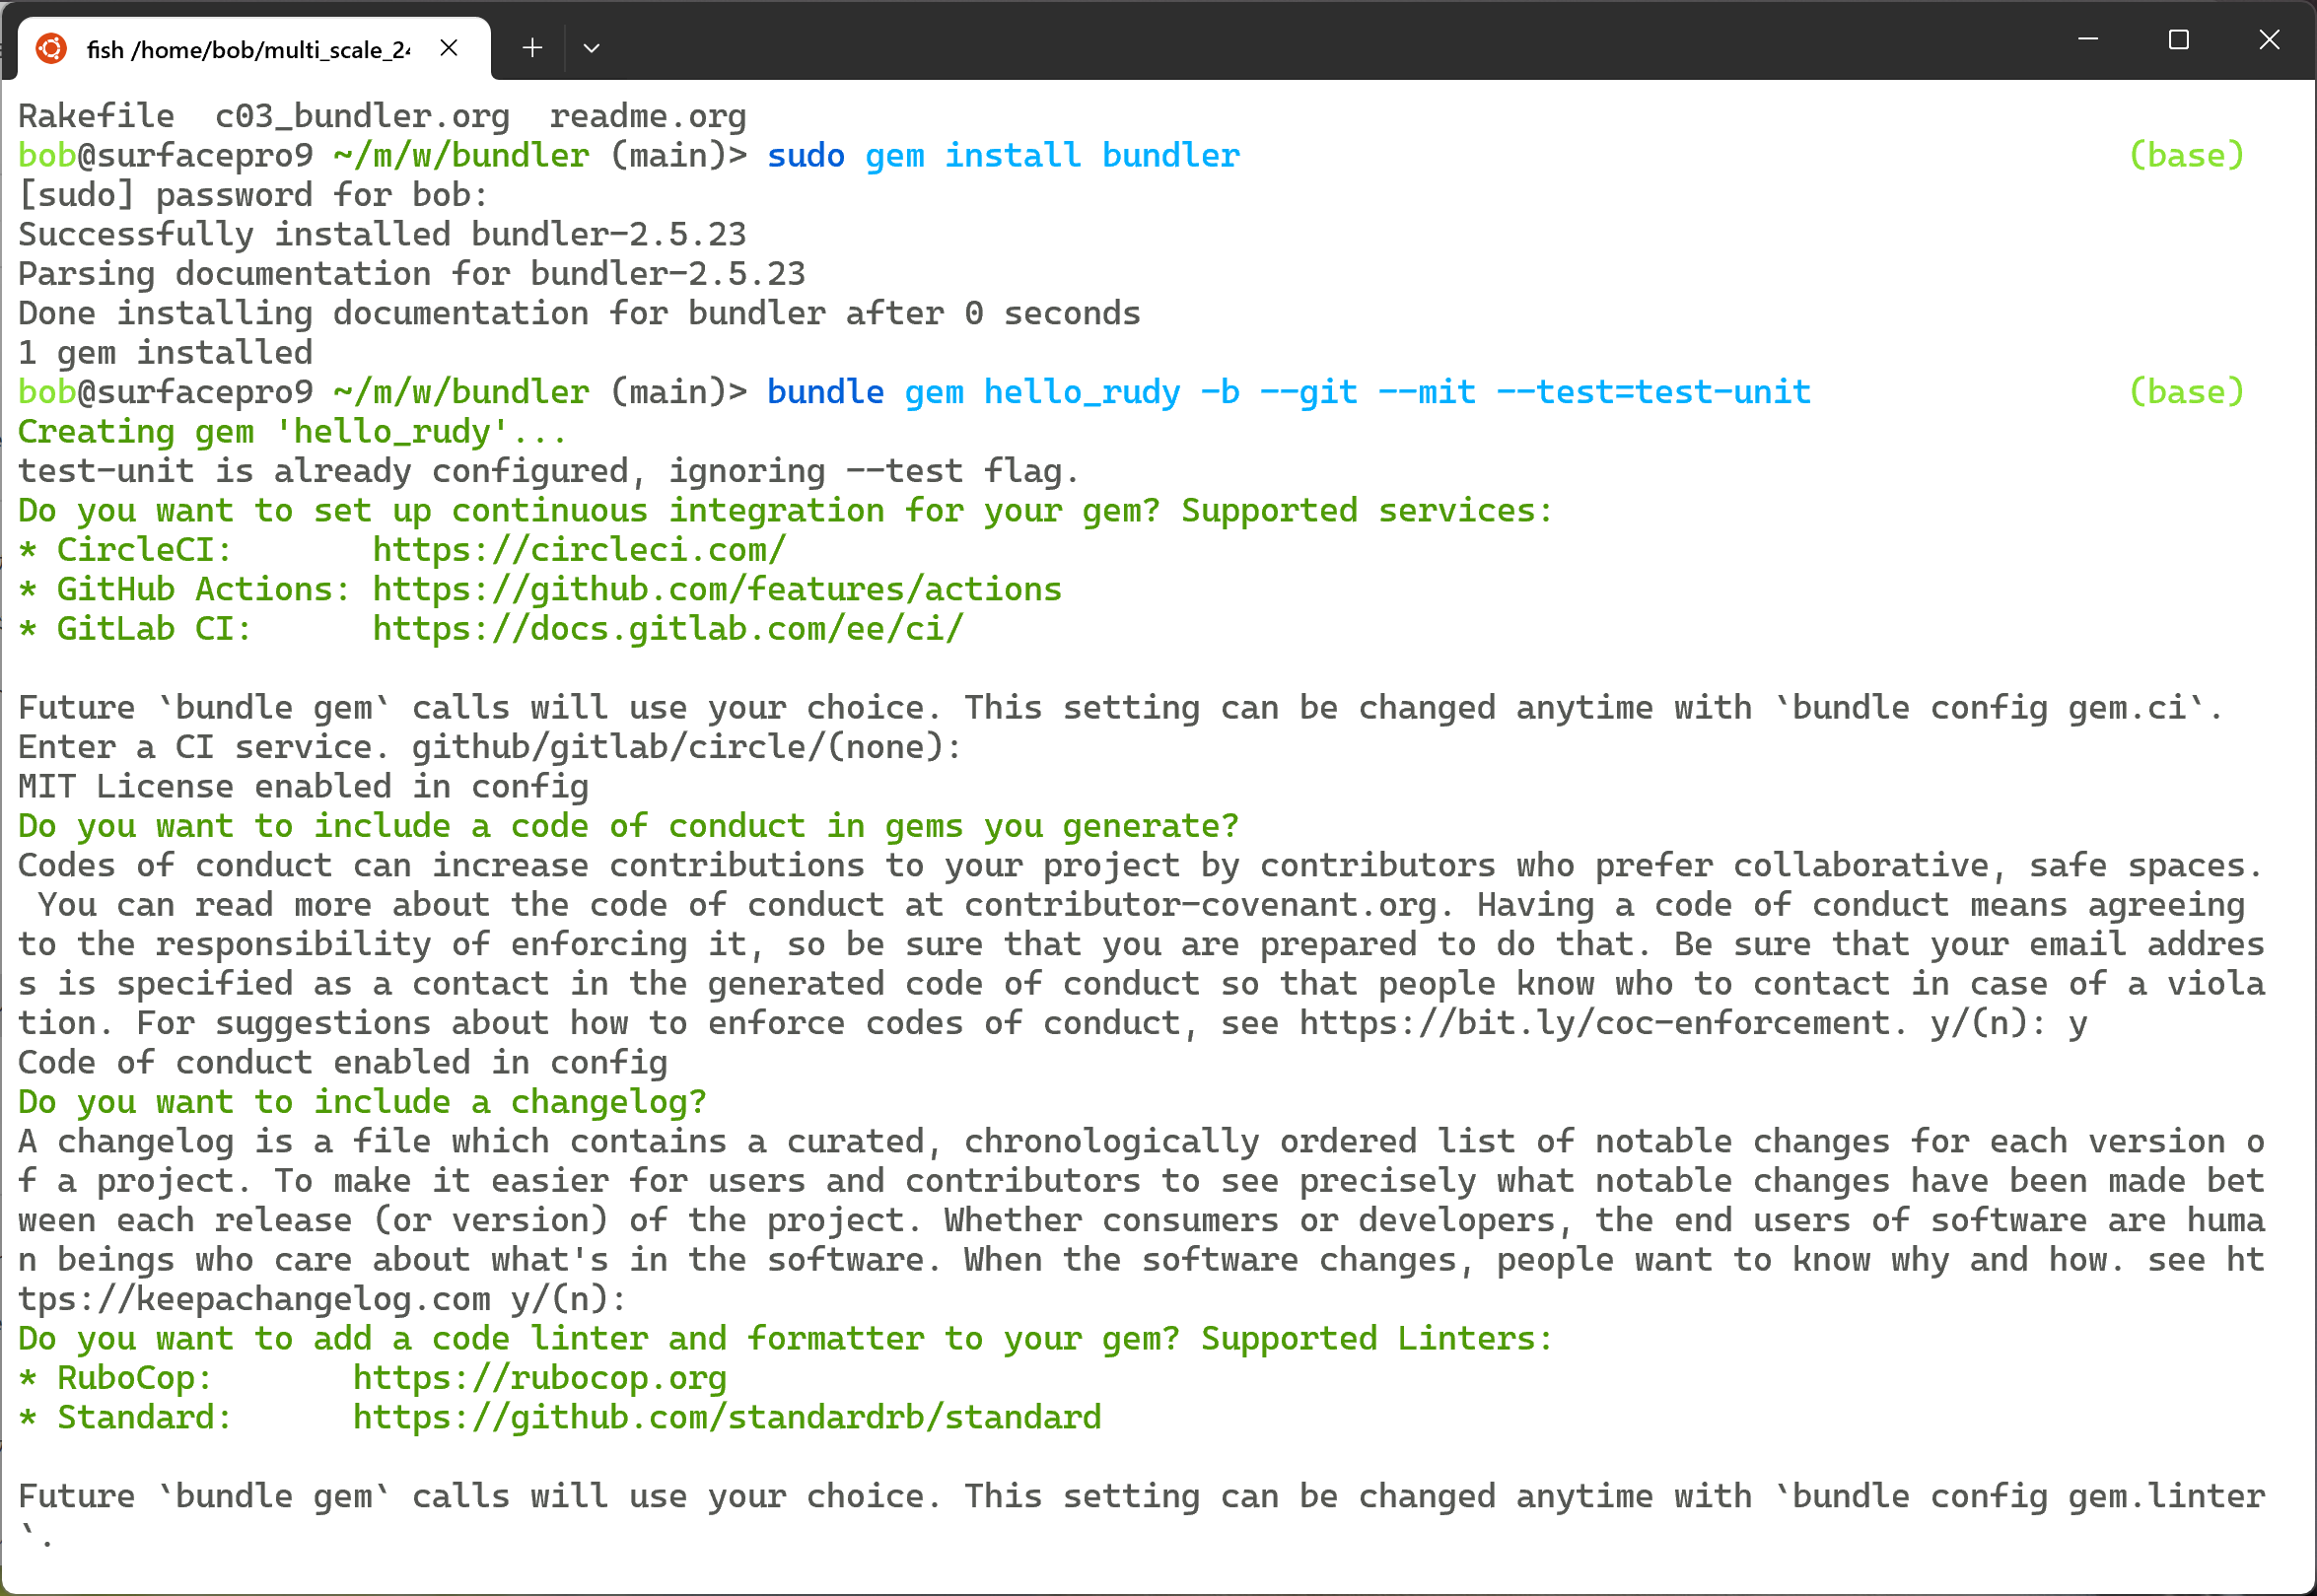 fish /home/bob/multi_scale_24
Rakefile  c03_bundler.org  readme.org
bob@surfacepro9 ~/m/w/bundler (main)> sudo gem install bundler (base)
[sudo] password for bob:
Successfully installed bundler-2.5.23
Parsing documentation for bundler-2.5.23
Done installing documentation for bundler after 0 seconds
1 gem installed
bob@surfacepro9 ~/m/w/bundler (main)> bundle gem hello_rudy -b --git --mit --test=test-unit (base)
Creating gem 'hello_rudy'...
test-unit is already configured, ignoring --test flag.
Do you want to set up continuous integration for your gem? Supported services:
* CircleCI:       https://circleci.com/
* GitHub Actions: https://github.com/features/actions
* GitLab CI:      https://docs.gitlab.com/ee/ci/
Future `bundle gem` calls will use your choice. This setting can be changed anytime with `bundle config gem.ci`.
Enter a CI service. github/gitlab/circle/(none):
MIT License enabled in config
Do you want to include a code of conduct in gems you generate?
Codes of conduct can increase contributions to your project by contributors who prefer collaborative, safe spaces.
 You can read more about the code of conduct at contributor-covenant.org. Having a code of conduct means agreeing
to the responsibility of enforcing it, so be sure that you are prepared to do that. Be sure that your email addres
s is specified as a contact in the generated code of conduct so that people know who to contact in case of a viola
tion. For suggestions about how to enforce codes of conduct, see https://bit.ly/coc-enforcement. y/(n): y
Code of conduct enabled in config
Do you want to include a changelog?
A changelog is a file which contains a curated, chronologically ordered list of notable changes for each version o
f a project. To make it easier for users and contributors to see precisely what notable changes have been made bet
ween each release (or version) of the project. Whether consumers or developers, the end users of software are huma
n beings who care about what's in the software. When the software changes, people want to know why and how. see ht
tps://keepachangelog.com y/(n):
Do you want to add a code linter and formatter to your gem? Supported Linters:
* RuboCop:       https://rubocop.org
* Standard:      https://github.com/standardrb/standard
Future `bundle gem` calls will use your choice. This setting can be changed anytime with `bundle config gem.linter
`.